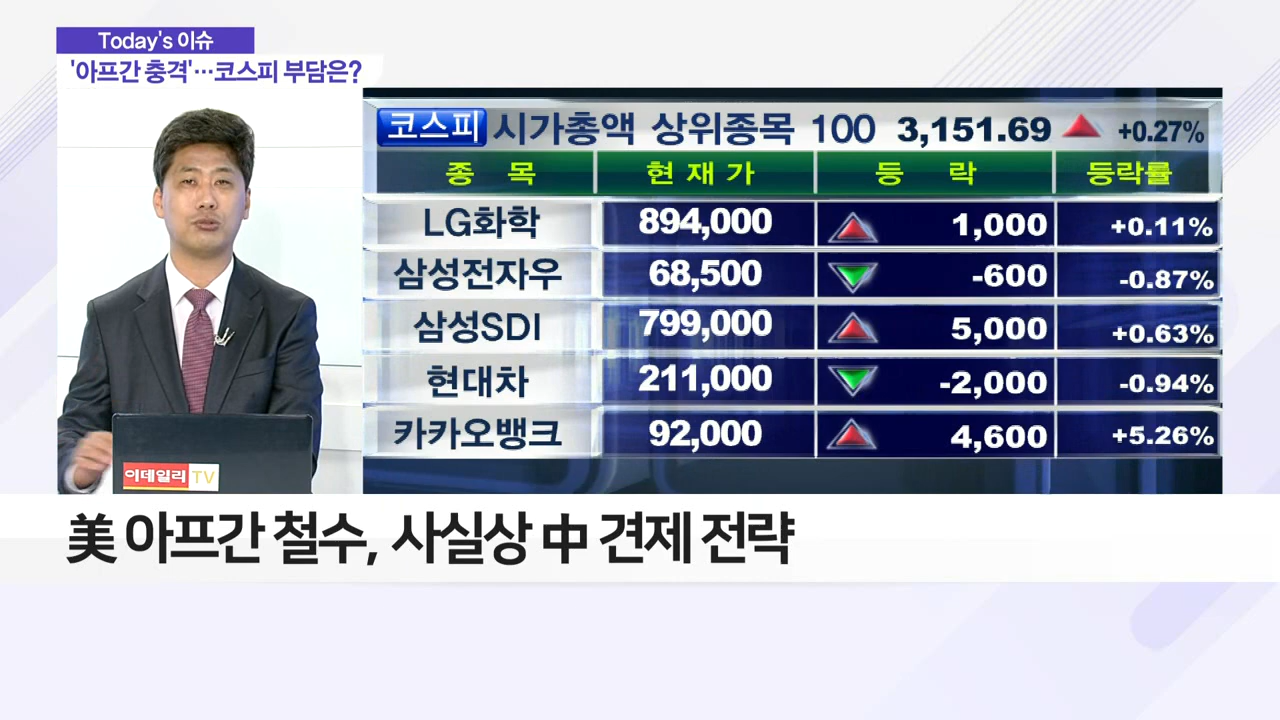 Today's 이슈
'아프간 충격'…코스피 부담은?
코스피 시가총액 상위종목 100 3,151.69 ▲ +0.27%
종 목 현 재 가 등 락 등락률
LG화학 894,000 ▲ 1,000 +0.11%
삼성전자우 68,500 ▼ -600 -0.87%
삼성SDI 799,000 ▲ 5,000 +0.63%
현대차 211,000 ▼ -2,000 -0.94%
카카오뱅크 92,000 ▲ 4,600 +5.26%
이데일리 TV
美 아프간 철수, 사실상 中 견제 전략